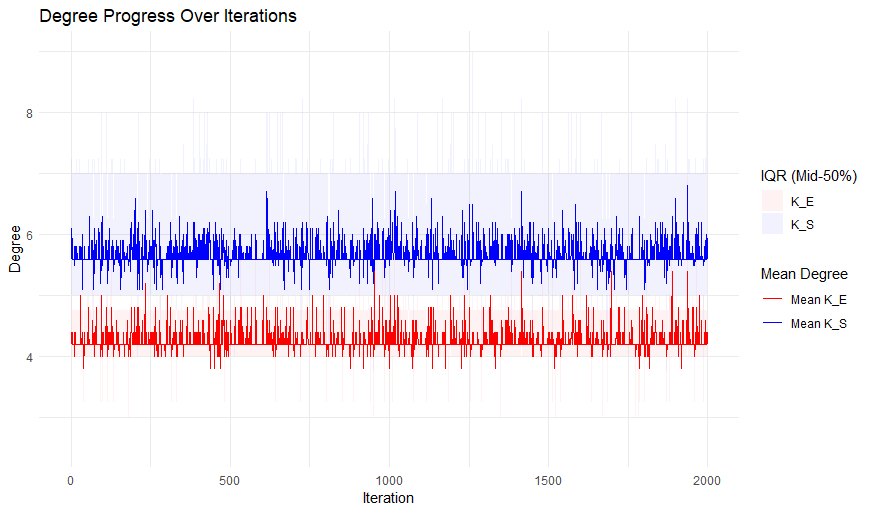 Degree Progress Over Iterations
8
6
4
Degree
0 500 1000 1500 2000
Iteration
IQR (Mid-50%)
K_E
K_S
Mean Degree
Mean K_E
Mean K_S